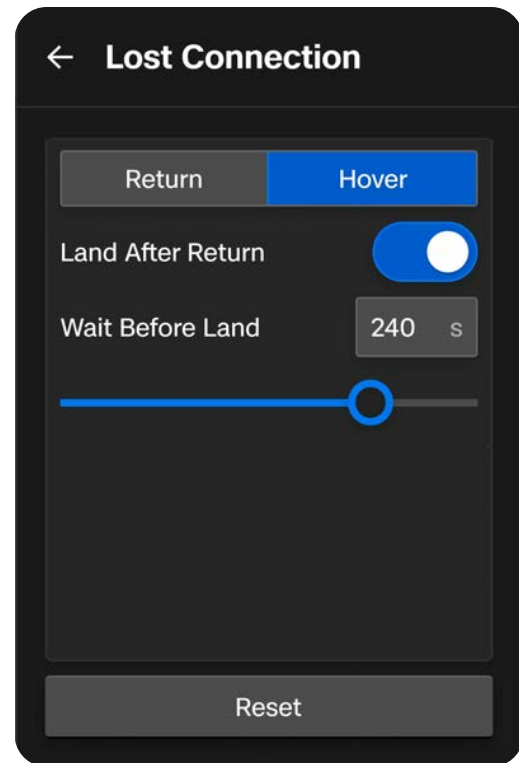 Lost Connection
Return Hover
Land After Return
Wait Before Land 240 s
Reset